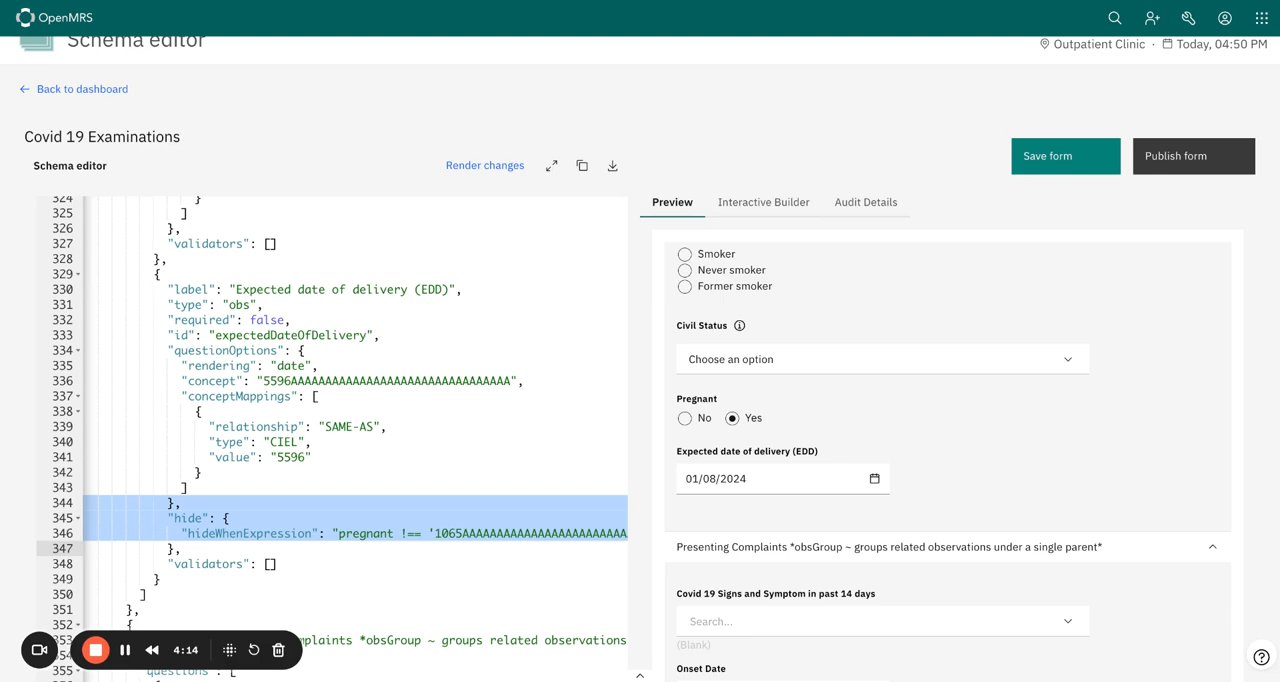 OpenMRS
Schema editor
Outpatient Clinic · Today, 04:50 PM
Back to dashboard
Covid 19 Examinations
Schema editor
Render changes
Save form
Publish form
324 }
325 ]
326 },
327 "validators": []
328 },
329 {
330 "label": "Expected date of delivery (EDD)",
331 "type": "obs",
332 "required": false,
333 "id": "expectedDateOfDelivery",
334 "questionOptions": {
335 "rendering": "date",
336 "concept": "5596AAAAAAAAAAAAAAAAAAAAAAAAAAAAAAAA",
337 "conceptMappings": [
338 {
339 "relationship": "SAME-AS",
340 "type": "CIEL",
341 "value": "5596"
342 }
343 ]
344 },
345 "hide": {
346 "hideWhenExpression": "pregnant !== '1065AAAAAAAAAAAAAAAAAAAAAAAA
347 },
348 "validators": []
349 }
350 ]
351 },
352 {
353 mplaints *obsGroup ~ groups related observations
354
355 "questions": [
4:14
Preview
Interactive Builder
Audit Details
Smoker
Never smoker
Former smoker
Civil Status
Choose an option
Pregnant
No
Yes
Expected date of delivery (EDD)
01/08/2024
Presenting Complaints *obsGroup ~ groups related observations under a single parent*
Covid 19 Signs and Symptom in past 14 days
Search...
(Blank)
Onset Date